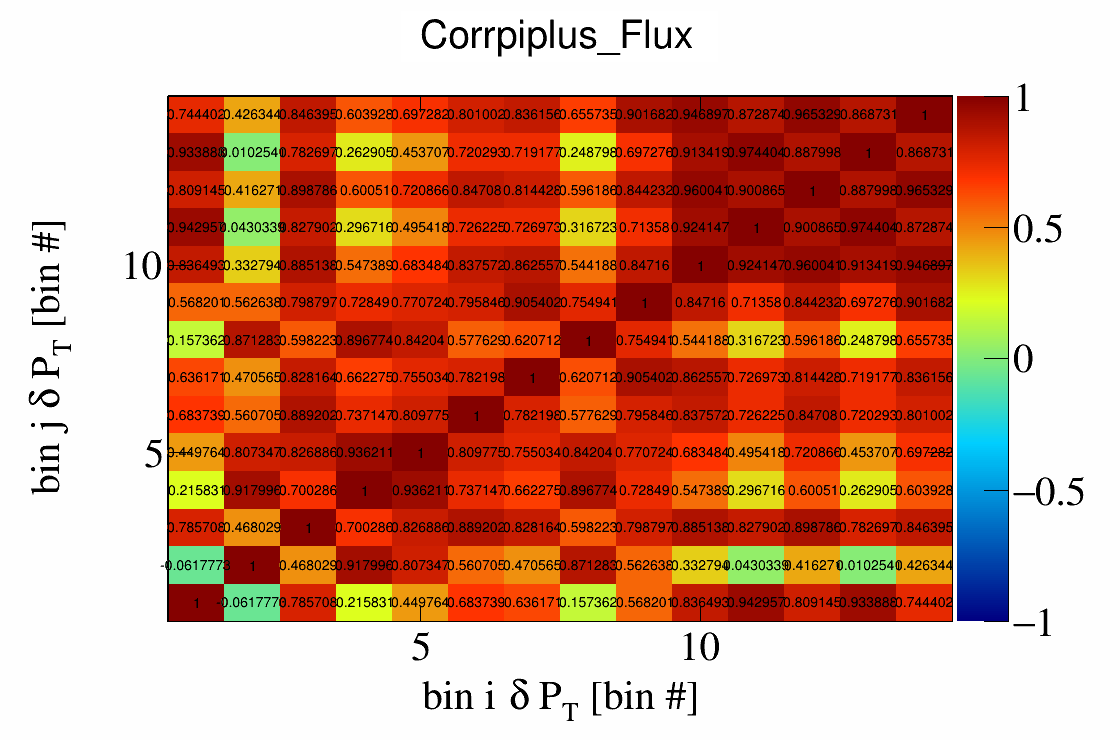 Corrpiplus_Flux
1
0.744402 0.426344 0.846395 0.603928 0.697282 0.801002 0.836156 0.655735 0.901682 0.946897 0.872874 0.965329 0.868731 1
0.933888 0.0102541 0.782697 0.262905 0.453707 0.720293 0.719177 0.248798 0.697276 0.913419 0.974404 0.887998 1 0.868731
0.809145 0.416271 0.898786 0.60051 0.720866 0.84708 0.814428 0.596186 0.844232 0.960041 0.900865 1 0.887998 0.965329
0.942957 0.0430339 0.827902 0.296716 0.495418 0.726225 0.726973 0.316723 0.71358 0.924147 1 0.900865 0.974404 0.872874
0.5
10 0.836493 0.332794 0.885138 0.547389 0.683484 0.837572 0.862557 0.544188 0.84716 1 0.924147 0.960041 0.913419 0.946897
0.568201 0.562638 0.798797 0.72849 0.770724 0.795846 0.905402 0.754941 1 0.84716 0.71358 0.844232 0.697276 0.901682
0.157362 0.871283 0.598223 0.896774 0.84204 0.577629 0.620712 1 0.754941 0.544188 0.316723 0.596186 0.248798 0.655735
0
0.636171 0.470565 0.828164 0.662275 0.755034 0.782198 1 0.620712 0.905402 0.862557 0.726973 0.814428 0.719177 0.836156
0.683739 0.560705 0.889202 0.737147 0.809775 1 0.782198 0.577629 0.795846 0.837572 0.726225 0.84708 0.720293 0.801002
5 0.449764 0.807347 0.826886 0.936211 1 0.809775 0.755034 0.84204 0.770724 0.683484 0.495418 0.720866 0.453707 0.697282
0.215831 0.917996 0.700286 1 0.936211 0.737147 0.662275 0.896774 0.72849 0.547389 0.296716 0.60051 0.262905 0.603928
−0.5
0.785708 0.468029 1 0.700286 0.826886 0.889202 0.828164 0.598223 0.798797 0.885138 0.827902 0.898786 0.782697 0.846395
-0.0617773 1 0.468029 0.917996 0.807347 0.560705 0.470565 0.871283 0.562638 0.332794 0.0430339 0.416271 0.0102541 0.426344
1 -0.0617773 0.785708 0.215831 0.449764 0.683739 0.636171 0.157362 0.568201 0.836493 0.942957 0.809145 0.933888 0.744402
−1
5 10
bin j δ P_T [bin #]
bin i δ P_T [bin #]